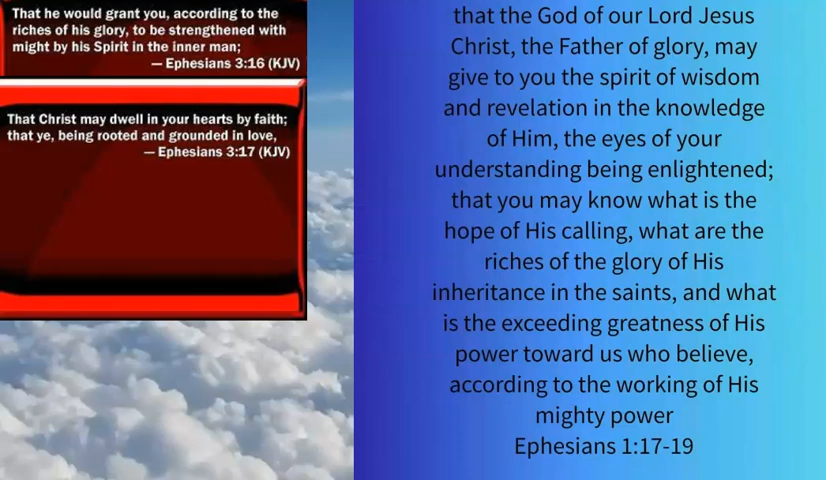 That he would grant you, according to the
riches of his glory, to be strengthened with
might by his Spirit in the inner man;
— Ephesians 3:16 (KJV)
That Christ may dwell in your hearts by faith;
that ye, being rooted and grounded in love,
— Ephesians 3:17 (KJV)
that the God of our Lord Jesus
Christ, the Father of glory, may
give to you the spirit of wisdom
and revelation in the knowledge
of Him, the eyes of your
understanding being enlightened;
that you may know what is the
hope of His calling, what are the
riches of the glory of His
inheritance in the saints, and what
is the exceeding greatness of His
power toward us who believe,
according to the working of His
mighty power
Ephesians 1:17-19